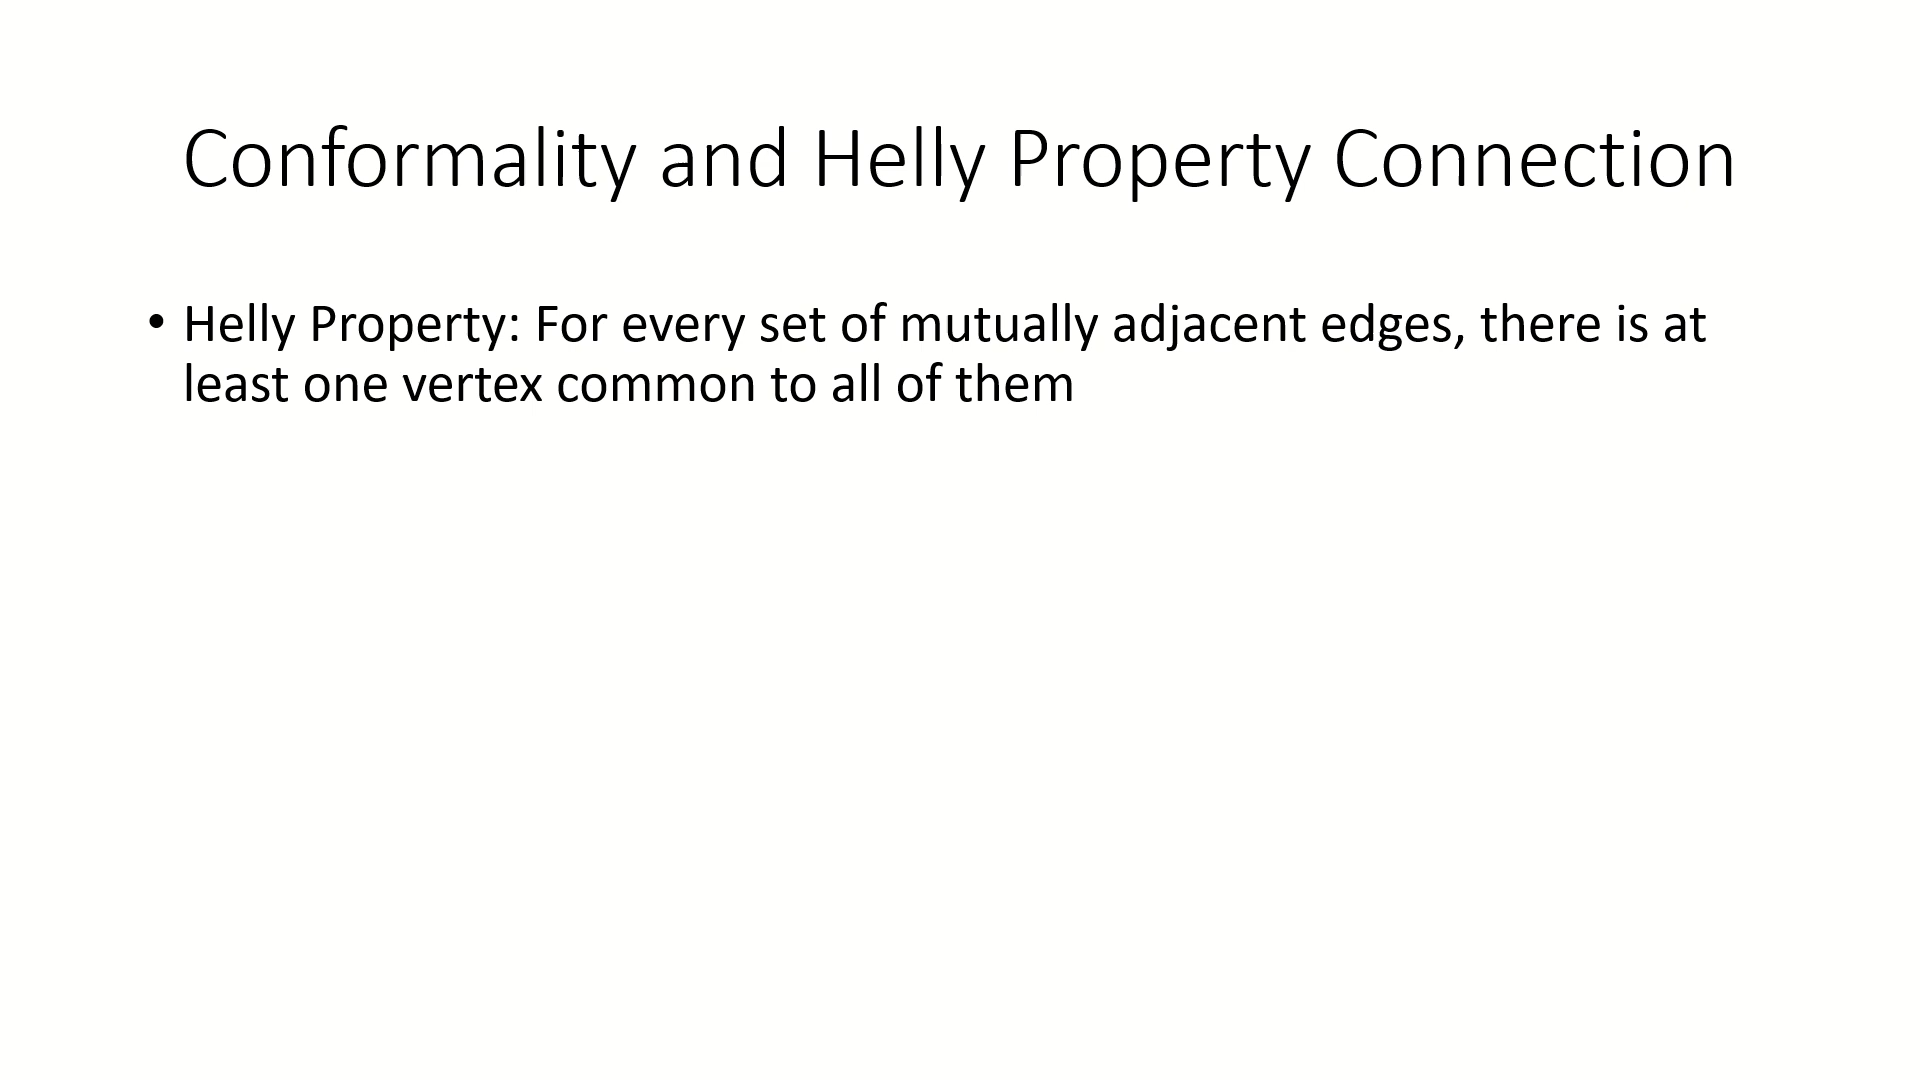 Conformality and Helly Property Connection
• Helly Property: For every set of mutually adjacent edges, there is at
least one vertex common to all of them